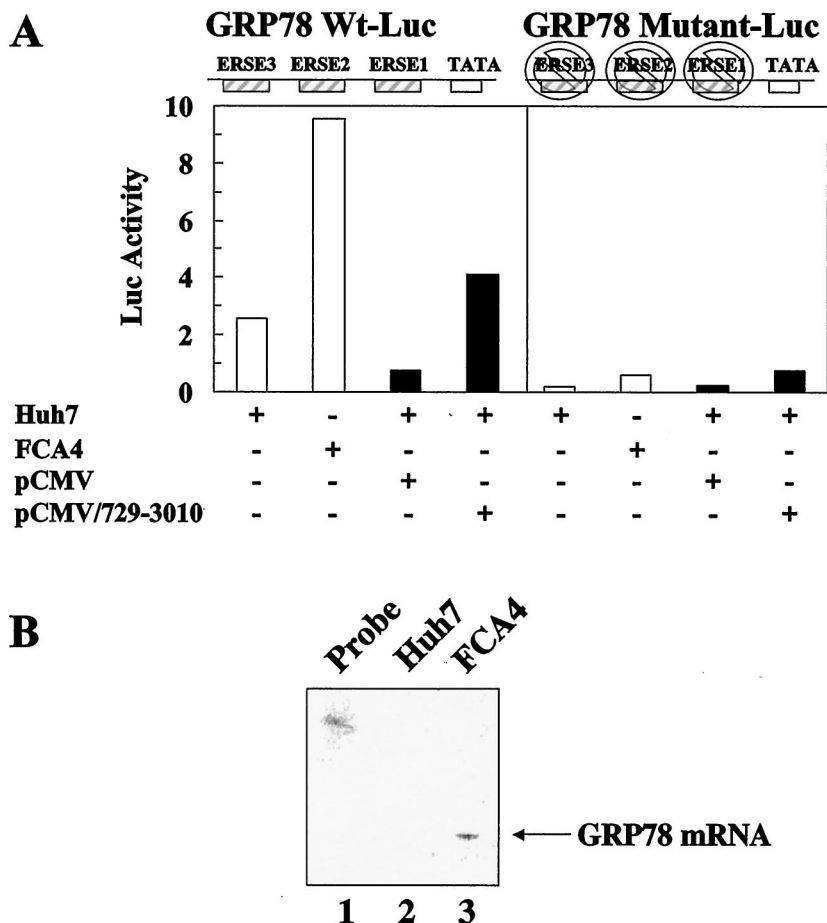 A
GRP78 Wt-Luc
GRP78 Mutant-Luc
ERSE3 ERSE2 ERSE1 TATA
ERSE3 ERSE2 ERSE1 TATA
Luc Activity
10
8
6
4
2
0
Huh7 + - + + + - + +
FCA4 - + - - - + - -
pCMV - - + - - - + -
pCMV/729-3010 - - - + - - - +
B
Probe Huh7 FCA4
GRP78 mRNA
1 2 3